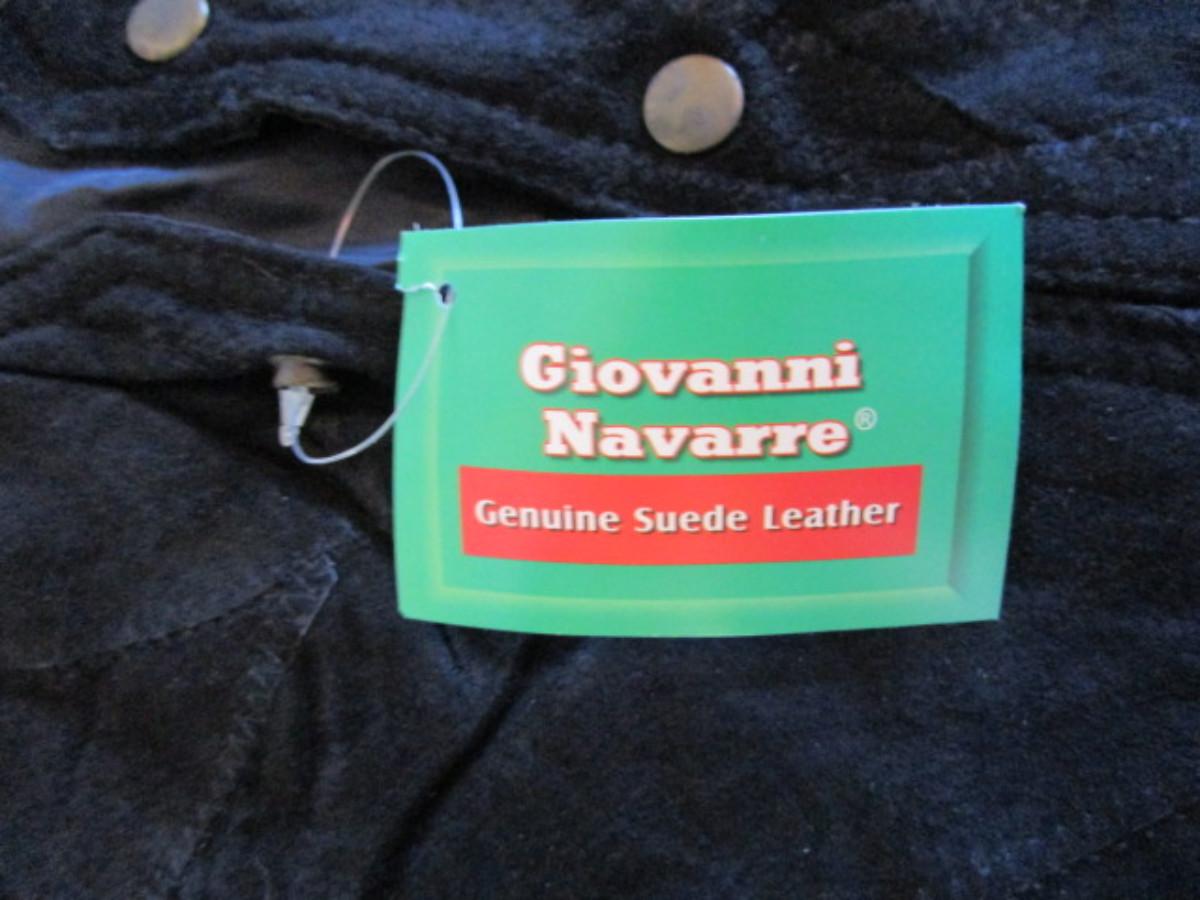 Giovanni
Navarre®
Genuine Suede Leather